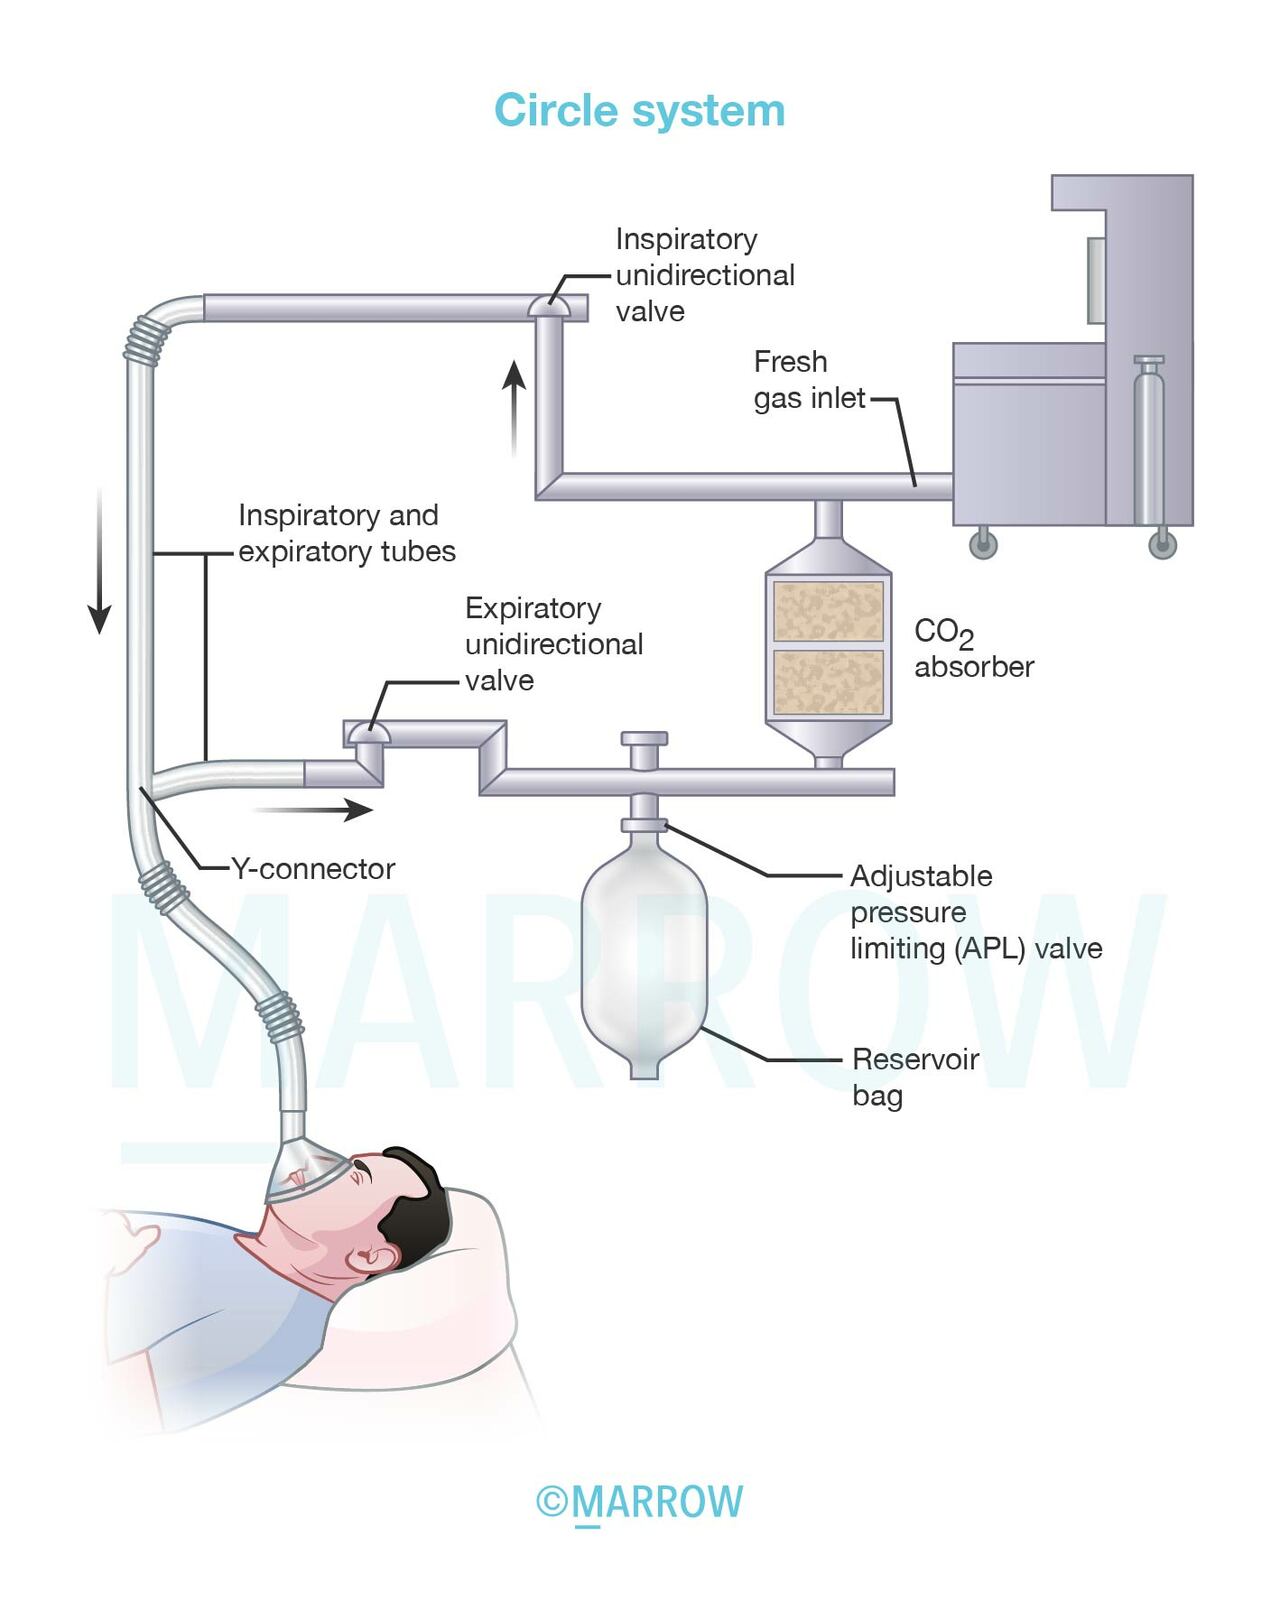 Circle system
Inspiratory
unidirectional
valve
Fresh
gas inlet
Inspiratory and
expiratory tubes
Expiratory
unidirectional
valve
CO2
absorber
Y-connector
Adjustable
pressure
limiting (APL) valve
Reservoir
bag
MARROW
©MARROW